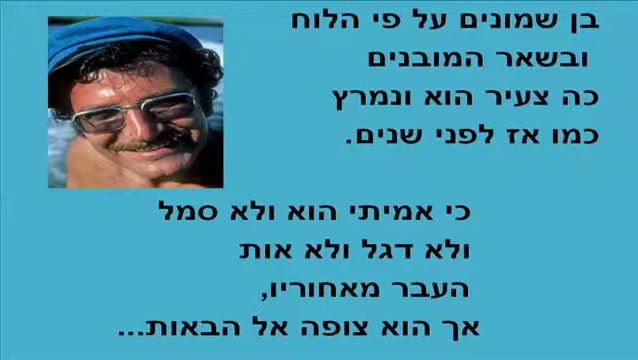 בן שמונים על פי הלוח
ובשאר המובנים
כה צעיר הוא ונמרץ
כמו אז לפני שנים.
כי אמיתי הוא ולא סמל
ולא דגל ולא אות
העבר מאחוריו,
אך הוא צופה אל הבאות...